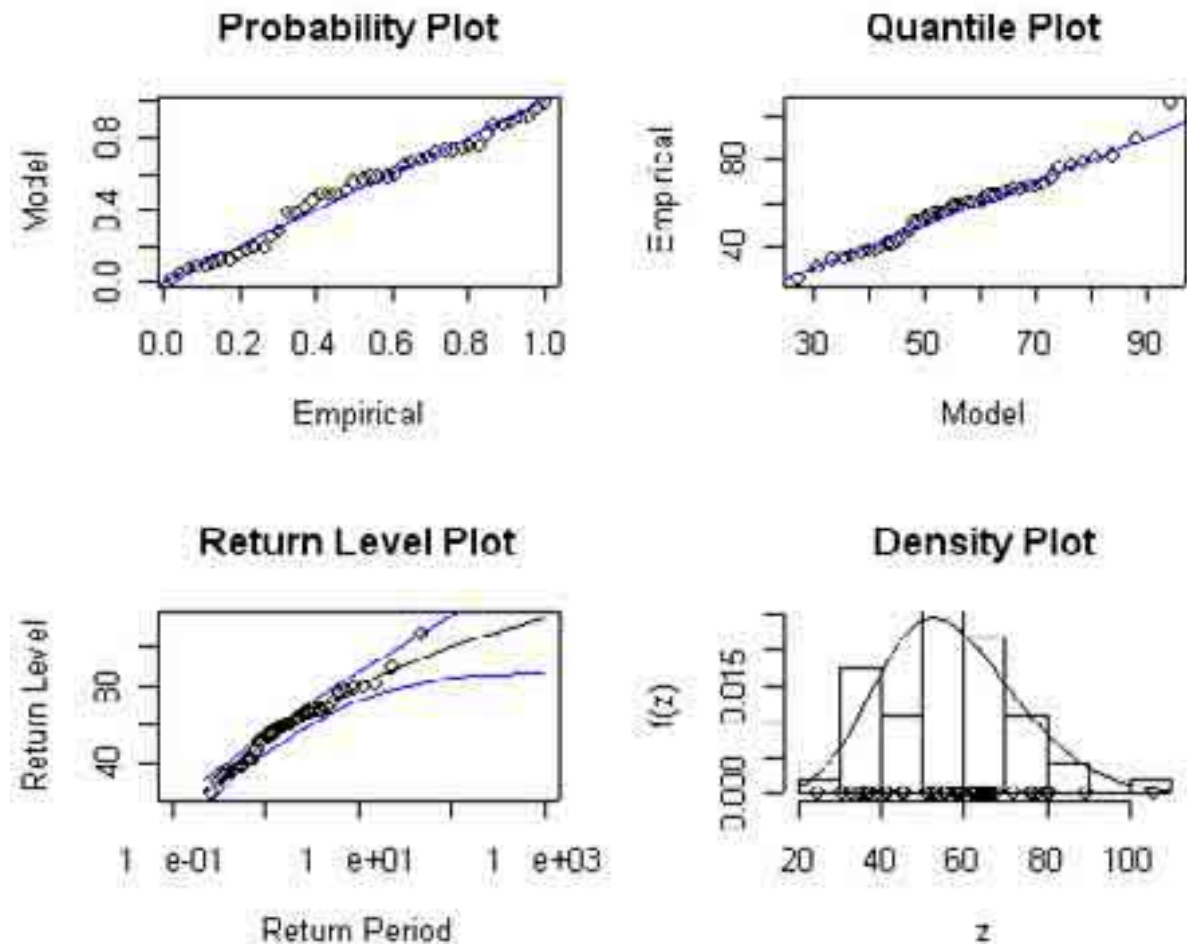 Probability Plot
Model
0.0 0.4 0.8
0.0 0.2 0.4 0.6 0.8 1.0
Empirical
Quantile Plot
Empirical
40 80
30 50 70 90
Model
Return Level Plot
Return Level
40 80
1 e-01 1 e+01 1 e+03
Return Period
Density Plot
f(z)
0.000 0.015
20 40 60 80 100
z